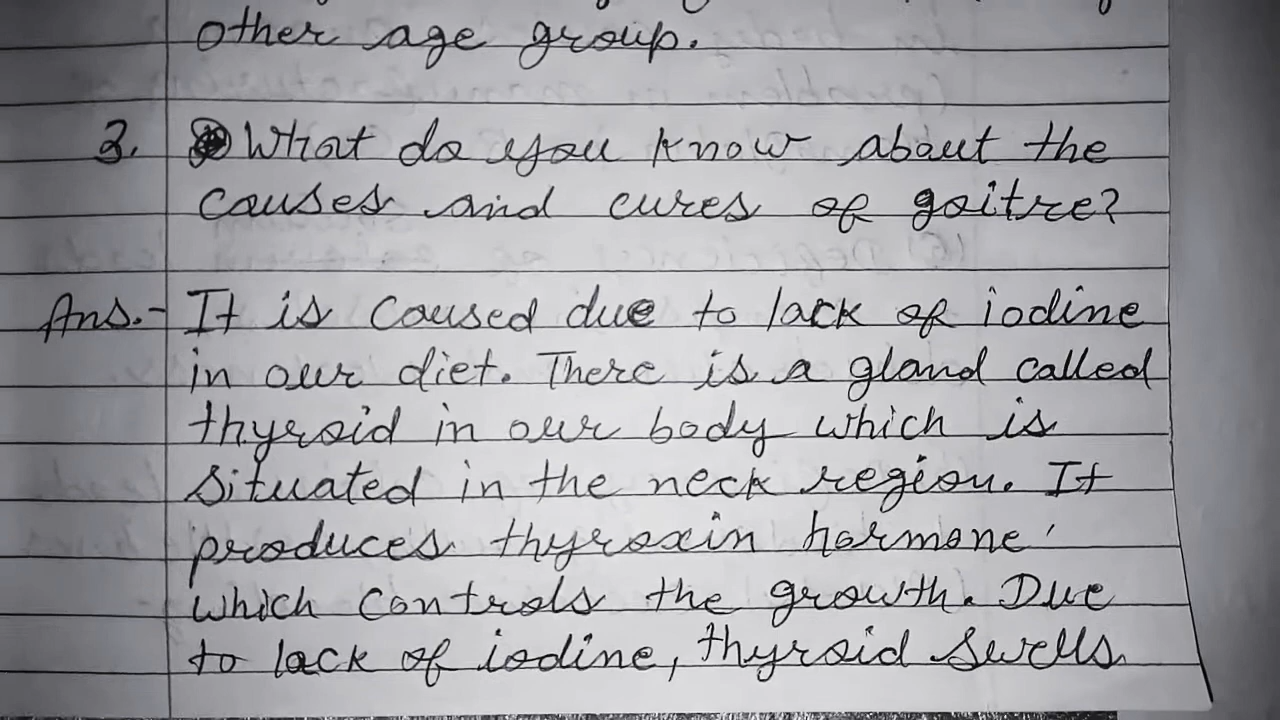 other age group.
3. What do you know about the
causes and cures of goitre?
Ans.- It is caused due to lack of iodine
in our diet. There is a gland called
thyroid in our body which is
situated in the neck region. It
produces thyroxin hormone
which controls the growth. Due
to lack of iodine, thyroid swells